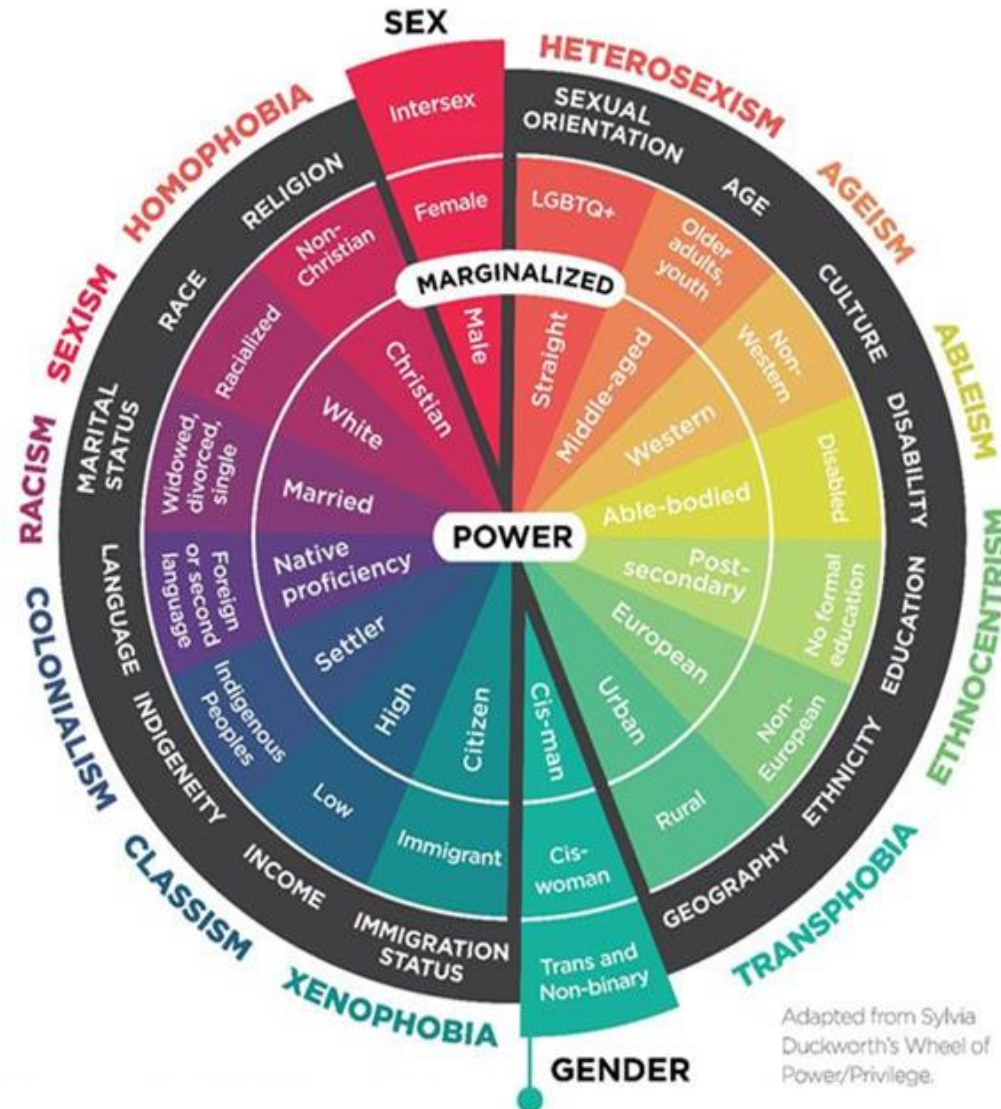 SEX
Intersex
Female
Male
HETEROSEXISM
SEXUAL
ORIENTATION
LGBTQ+
Straight
AGEISM
AGE
Older
adults,
youth
Middle-aged
CULTURE
Non-
Western
Western
ABLEISM
DISABILITY
Disabled
Able-bodied
EDUCATION
No formal
education
Post-
secondary
ETHNOCENTRISM
ETHNICITY
Non-
European
European
GEOGRAPHY
Rural
Urban
TRANSPHOBIA
GENDER
Trans and
Non-binary
Cis-
woman
Cis-man
XENOPHOBIA
IMMIGRATION
STATUS
Immigrant
Citizen
CLASSISM
INCOME
Low
High
COLONIALISM
INDIGENEITY
Indigenous
Peoples
Settler
LANGUAGE
Foreign
or second
language
Native
proficiency
RACISM
MARITAL
STATUS
Widowed,
divorced,
single
Married
SEXISM
RACE
Racialized
White
HOMOPHOBIA
RELIGION
Non-
Christian
Christian
MARGINALIZED
POWER
Adapted from Sylvia
Duckworth's Wheel of
Power/Privilege.